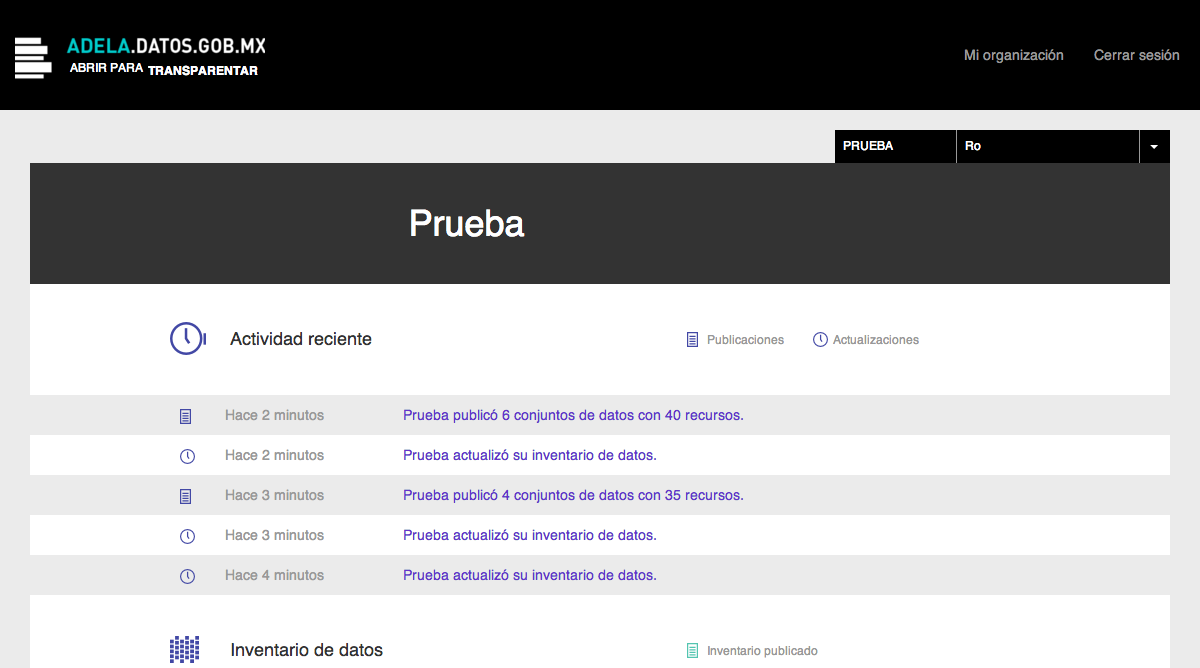 ADELA.DATOS.GOB.MX
ABRIR PARA TRANSPARENTAR
Mi organización Cerrar sesión
PRUEBA Ro
Prueba
Actividad reciente Publicaciones Actualizaciones
Hace 2 minutos Prueba publicó 6 conjuntos de datos con 40 recursos.
Hace 2 minutos Prueba actualizó su inventario de datos.
Hace 3 minutos Prueba publicó 4 conjuntos de datos con 35 recursos.
Hace 3 minutos Prueba actualizó su inventario de datos.
Hace 4 minutos Prueba actualizó su inventario de datos.
Inventario de datos Inventario publicado